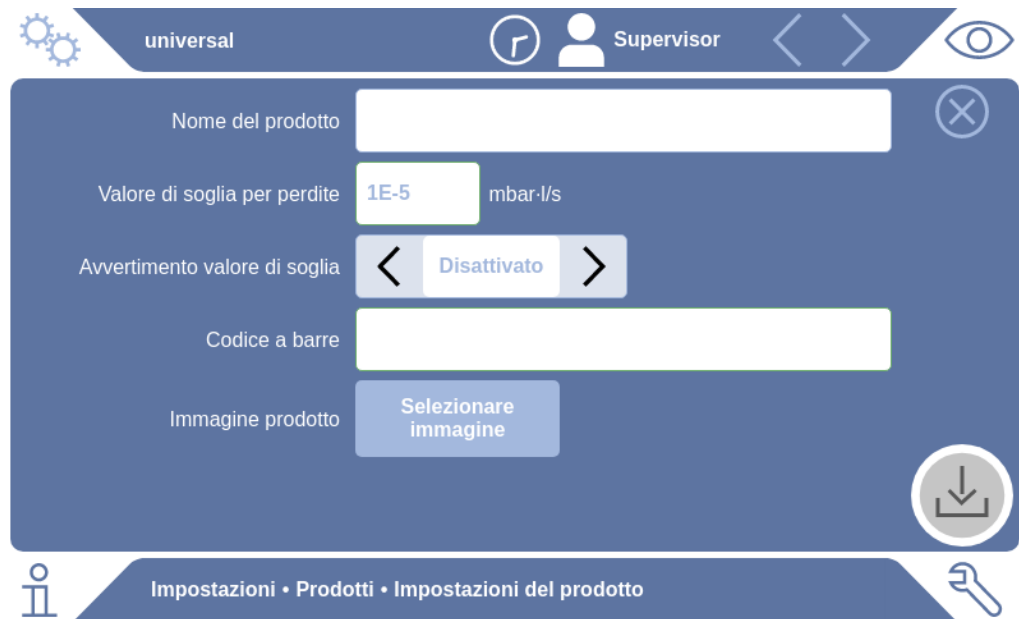 universal
Supervisor
Nome del prodotto
Valore di soglia per perdite
1E-5
mbar·l/s
Avvertimento valore di soglia
Disattivato
Codice a barre
Immagine prodotto
Selezionare
immagine
Impostazioni • Prodotti • Impostazioni del prodotto